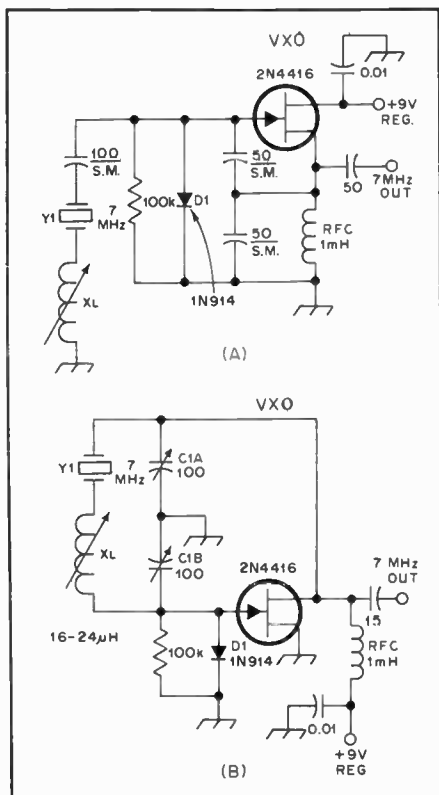 VXO
2N4416
0.01
+9V
REG.
100
S.M.
50
S.M.
50
7 MHz
OUT
Y1
7
MHz
100k
D1
50
S.M.
RFC
1mH
XL
1N914
(A)
VXO
Y1
7
MHz
C1A
100
XL
C1B
100
2N4416
7 MHz
OUT
15
16-24µH
100k
D1
1N914
RFC
1mH
0.01
+9V
REG
(B)